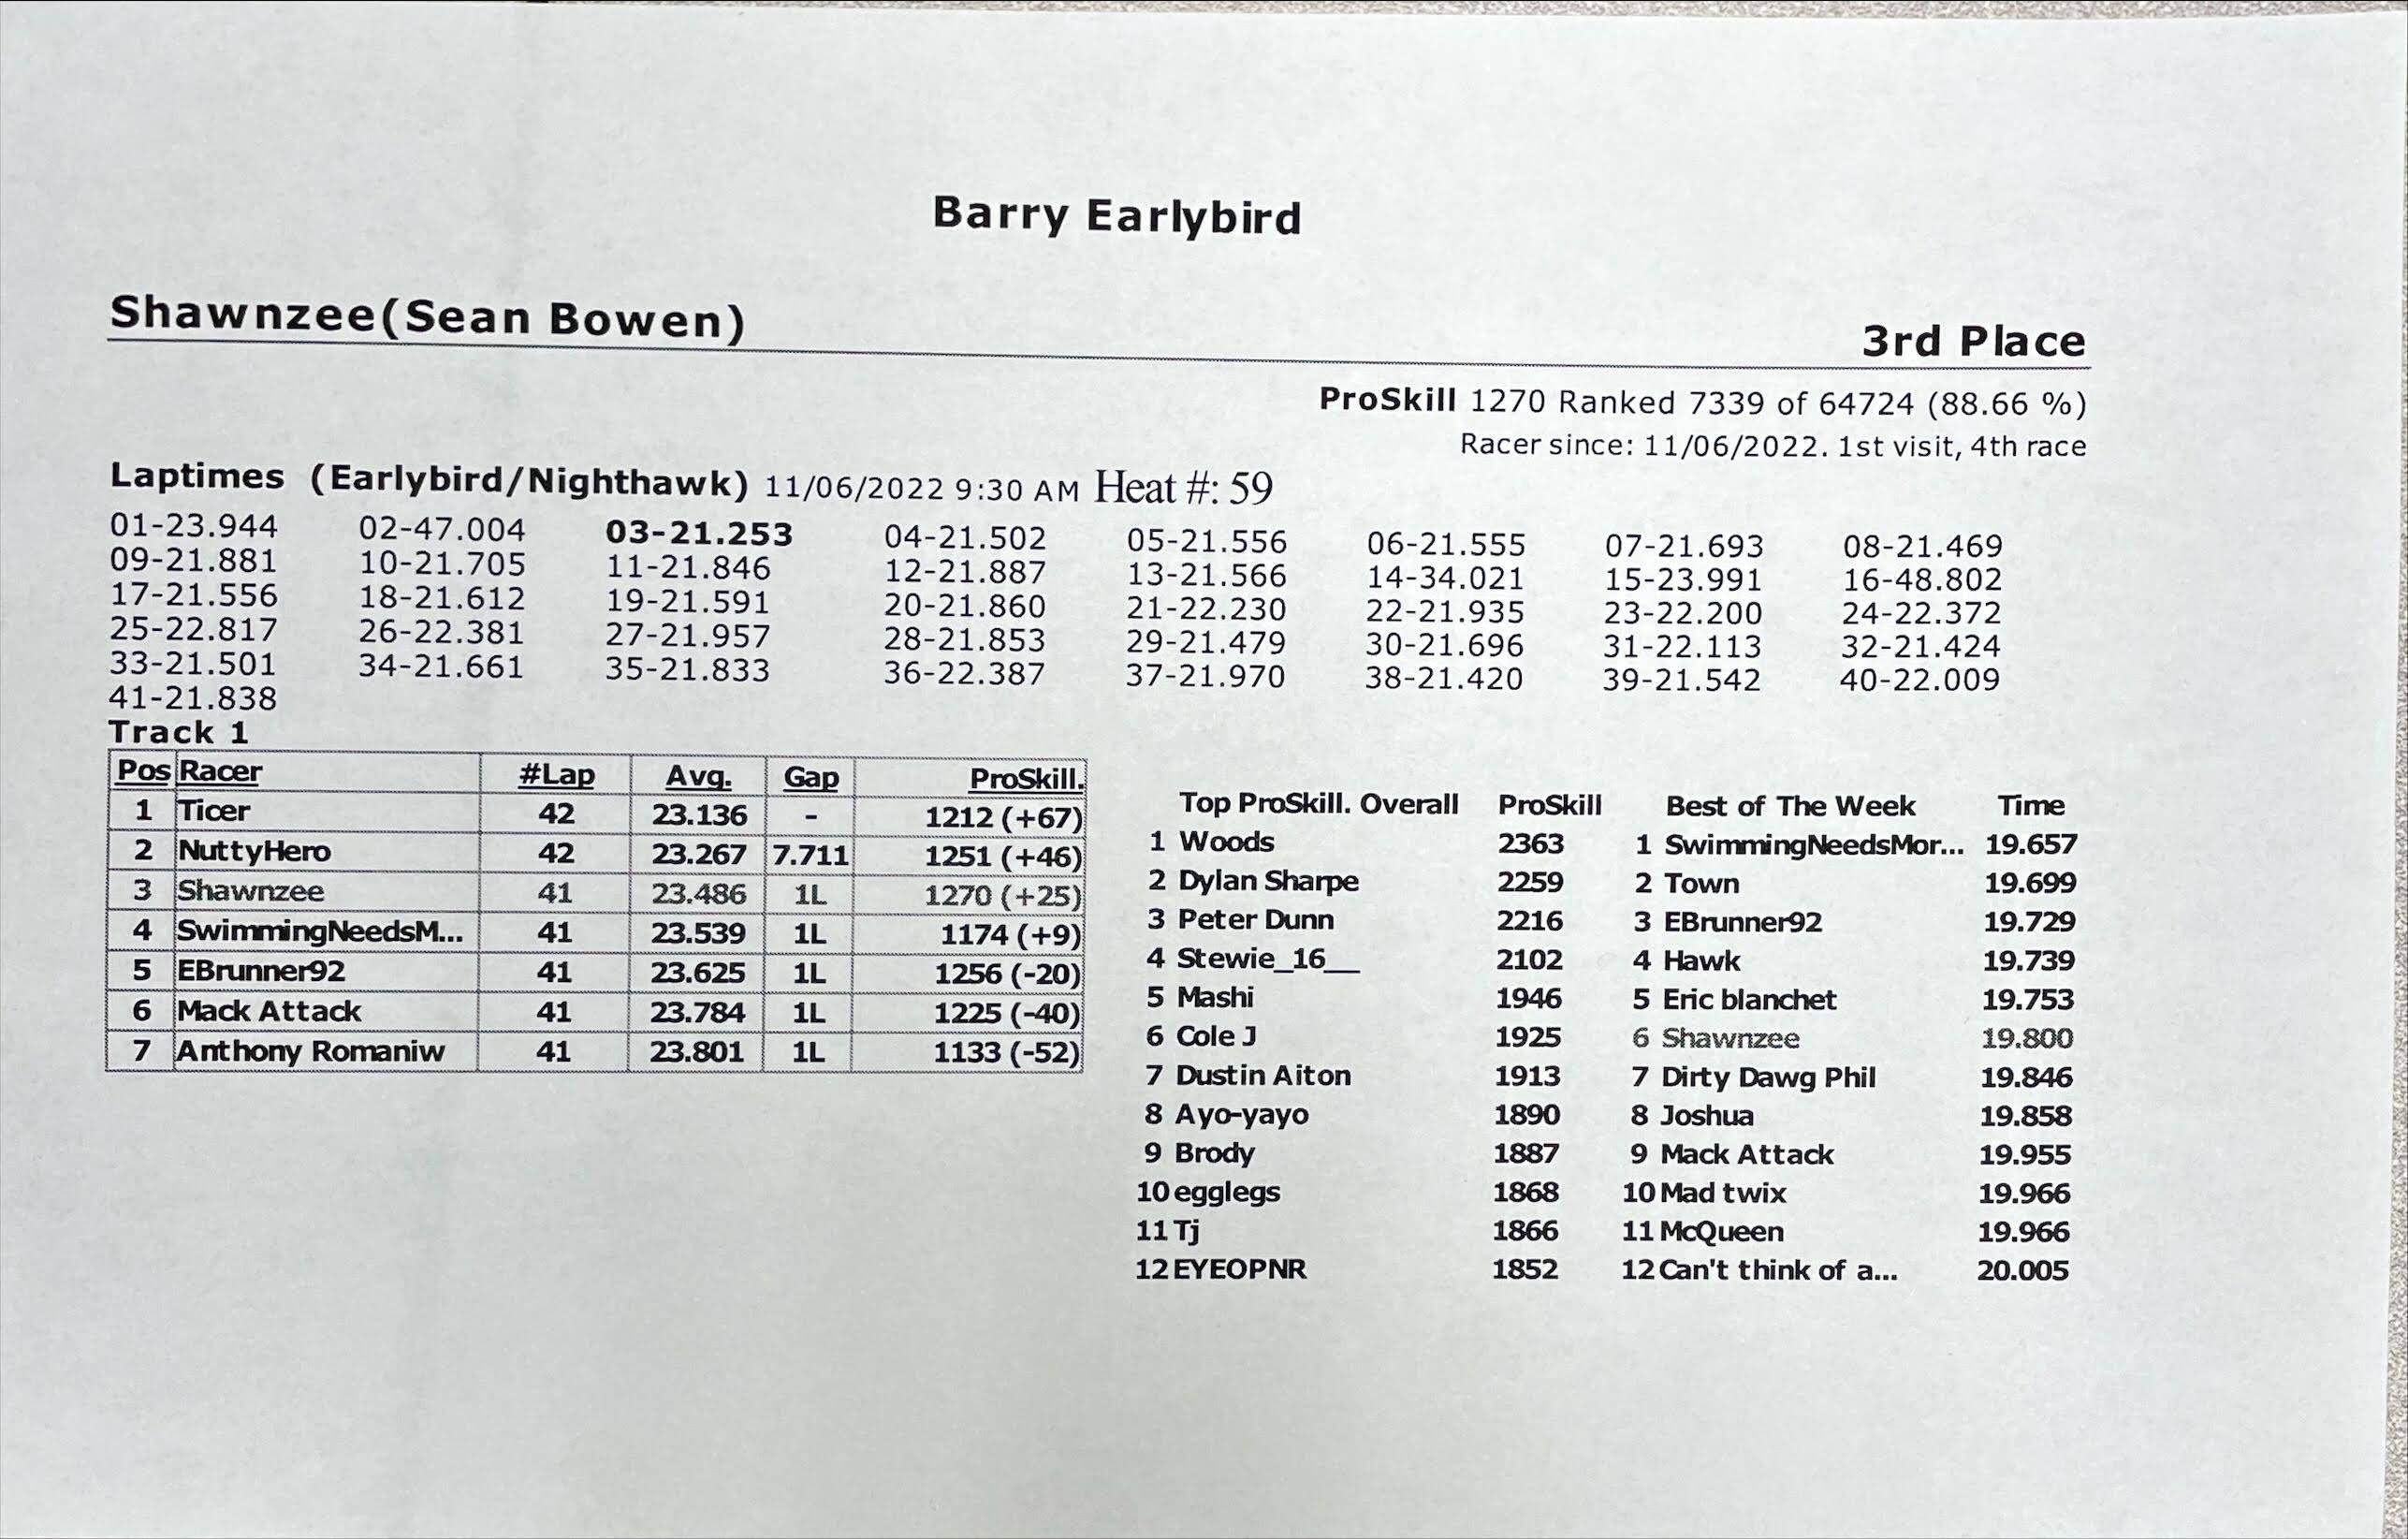 Barry Earlybird
Shawnzee(Sean Bowen)
3rd Place
ProSkill 1270 Ranked 7339 of 64724 (88.66 %)
Racer since: 11/06/2022. 1st visit, 4th race
Laptimes (Earlybird/Nighthawk) 11/06/2022 9:30 AM Heat #: 59
01-23.944 02-47.004 03-21.253 04-21.502 05-21.556 06-21.555 07-21.693 08-21.469
09-21.881 10-21.705 11-21.846 12-21.887 13-21.566 14-34.021 15-23.991 16-48.802
17-21.556 18-21.612 19-21.591 20-21.860 21-22.230 22-21.935 23-22.200 24-22.372
25-22.817 26-22.381 27-21.957 28-21.853 29-21.479 30-21.696 31-22.113 32-21.424
33-21.501 34-21.661 35-21.833 36-22.387 37-21.970 38-21.420 39-21.542 40-22.009
41-21.838
Track 1
Pos Racer #Lap Avg. Gap ProSkill.
1 Ticer 42 23.136 - 1212 (+67)
2 NuttyHero 42 23.267 7.711 1251 (+46)
3 Shawnzee 41 23.486 1L 1270 (+25)
4 SwimmingNeedsM... 41 23.539 1L 1174 (+9)
5 EBrunner92 41 23.625 1L 1256 (-20)
6 Mack Attack 41 23.784 1L 1225 (-40)
7 Anthony Romaniw 41 23.801 1L 1133 (-52)
Top ProSkill. Overall ProSkill
1 Woods 2363
2 Dylan Sharpe 2259
3 Peter Dunn 2216
4 Stewie_16__ 2102
5 Mashi 1946
6 Cole J 1925
7 Dustin Aiton 1913
8 Ayo-yayo 1890
9 Brody 1887
10 egglegs 1868
11 Tj 1866
12 EYEOPNR 1852
Best of The Week Time
1 SwimmingNeedsMor... 19.657
2 Town 19.699
3 EBrunner92 19.729
4 Hawk 19.739
5 Eric blanchet 19.753
6 Shawnzee 19.800
7 Dirty Dawg Phil 19.846
8 Joshua 19.858
9 Mack Attack 19.955
10 Mad twix 19.966
11 McQueen 19.966
12 Can't think of a... 20.005